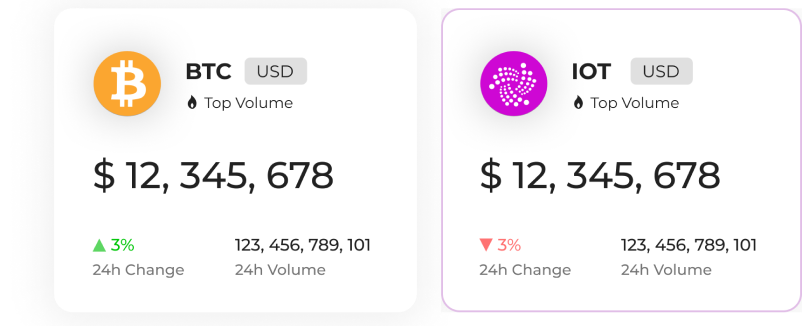 BTC USD
Top Volume
$ 12, 345, 678
3%
123, 456, 789, 101
24h Change
24h Volume
IOT USD
Top Volume
$ 12, 345, 678
3%
123, 456, 789, 101
24h Change
24h Volume